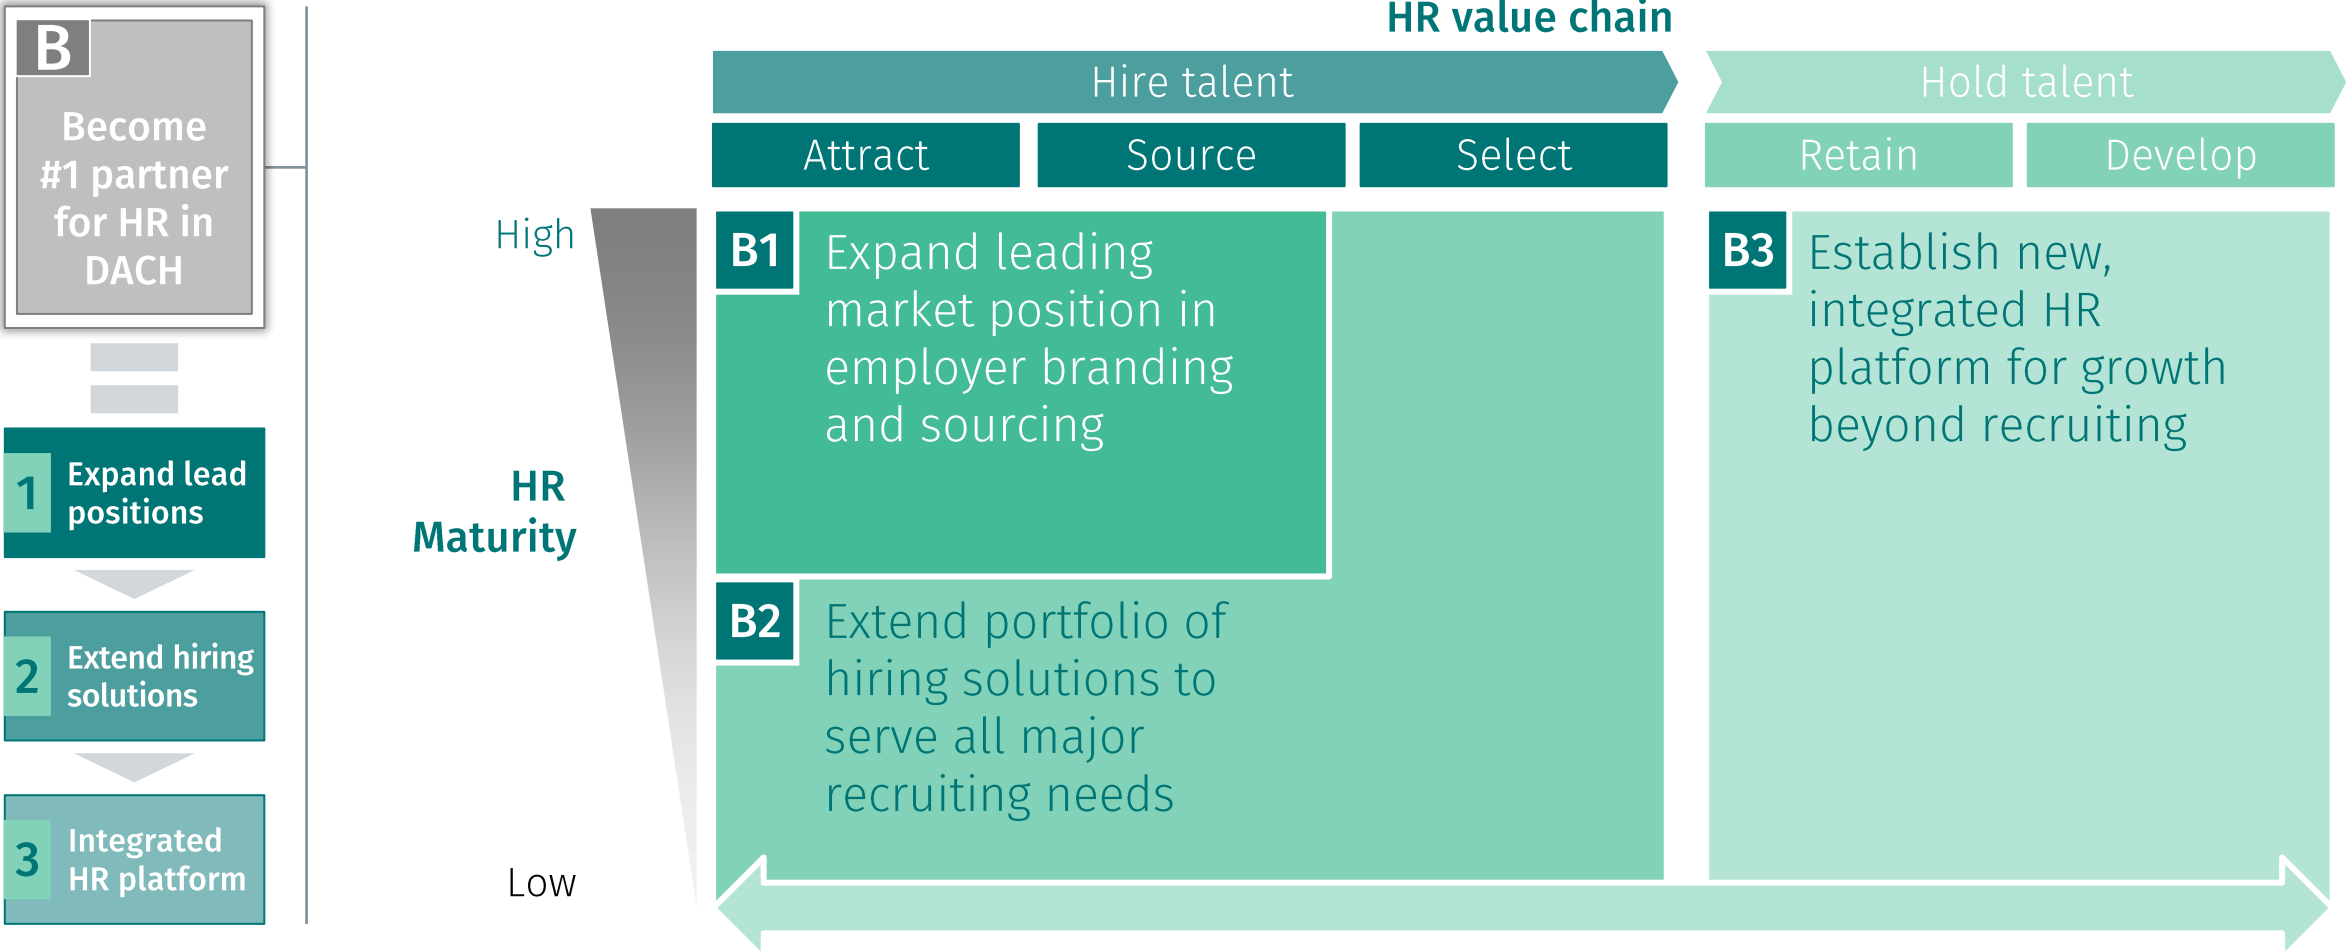 B
Become
#1 partner
for HR in
DACH
1
Expand lead
positions
2
Extend hiring
solutions
3
Integrated
HR platform
HR value chain
Hire talent
Hold talent
Attract
Source
Select
Retain
Develop
High
HR
Maturity
Low
B1
Expand leading
market position in
employer branding
and sourcing
B2
Extend portfolio of
hiring solutions to
serve all major
recruiting needs
B3
Establish new,
integrated HR
platform for growth
beyond recruiting